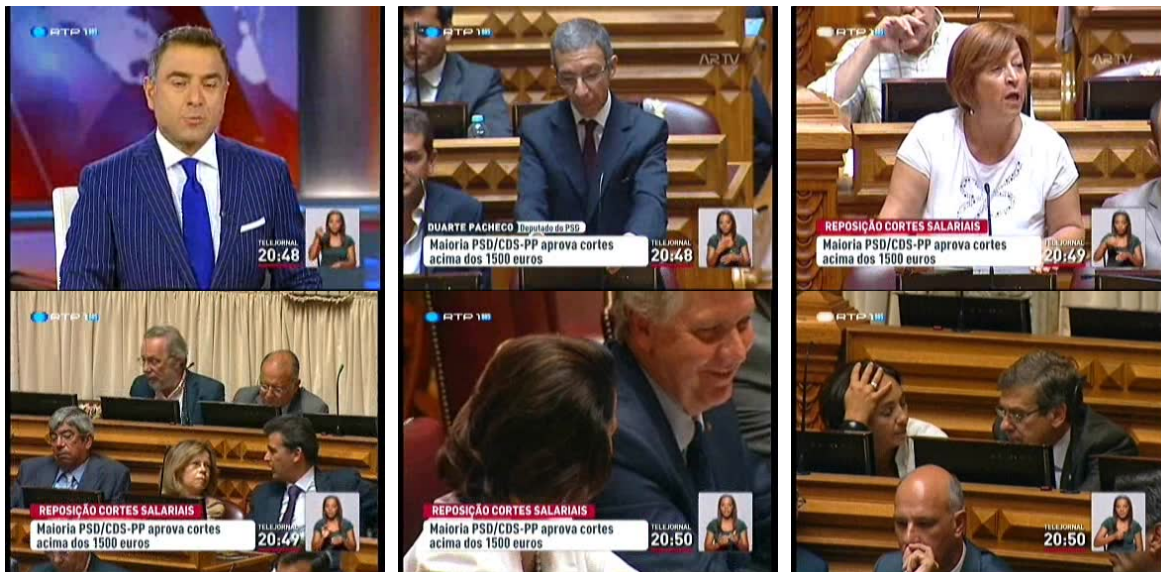 RTP 1
TELEJORNAL
20:48
RTP 1
ARTV
DUARTE PACHECO Deputado do PSD
Maioria PSD/CDS-PP aprova cortes
acima dos 1500 euros
TELEJORNAL
20:48
RTP 1
ARTV
REPOSIÇÃO CORTES SALARIAIS
Maioria PSD/CDS-PP aprova cortes
acima dos 1500 euros
TELEJORNAL
20:49
RTP 1
REPOSIÇÃO CORTES SALARIAIS
Maioria PSD/CDS-PP aprova cortes
acima dos 1500 euros
TELEJORNAL
20:49
RTP 1
REPOSIÇÃO CORTES SALARIAIS
Maioria PSD/CDS-PP aprova cortes
acima dos 1500 euros
TELEJORNAL
20:50
RTP 1
TELEJORNAL
20:50